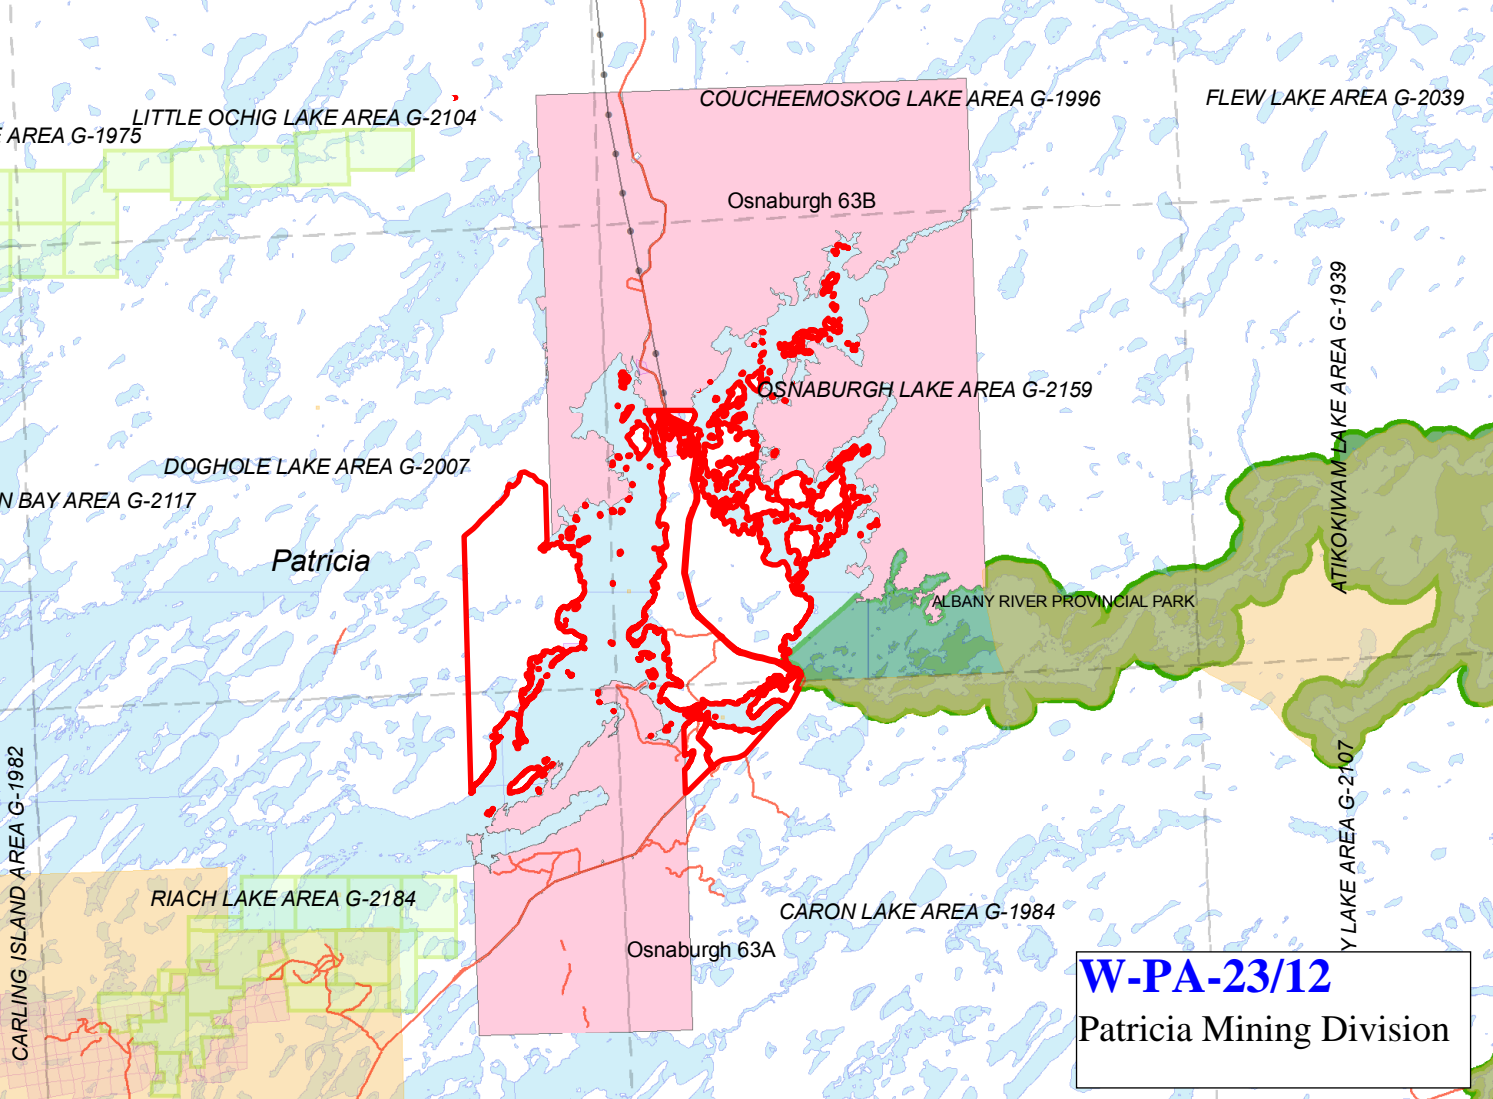 COUCHEEMOSKOG LAKE AREA G-1996
FLEW LAKE AREA G-2039
LITTLE OCHIG LAKE AREA G-2104
E AREA G-1975
Osnaburgh 63B
ATIKOKIWAM LAKE AREA G-1939
OSNABURGH LAKE AREA G-2159
DOGHOLE LAKE AREA G-2007
N BAY AREA G-2117
Patricia
ALBANY RIVER PROVINCIAL PARK
CARLING ISLAND AREA G-1982
Y LAKE AREA G-2107
RIACH LAKE AREA G-2184
CARON LAKE AREA G-1984
Osnaburgh 63A
W-PA-23/12
Patricia Mining Division